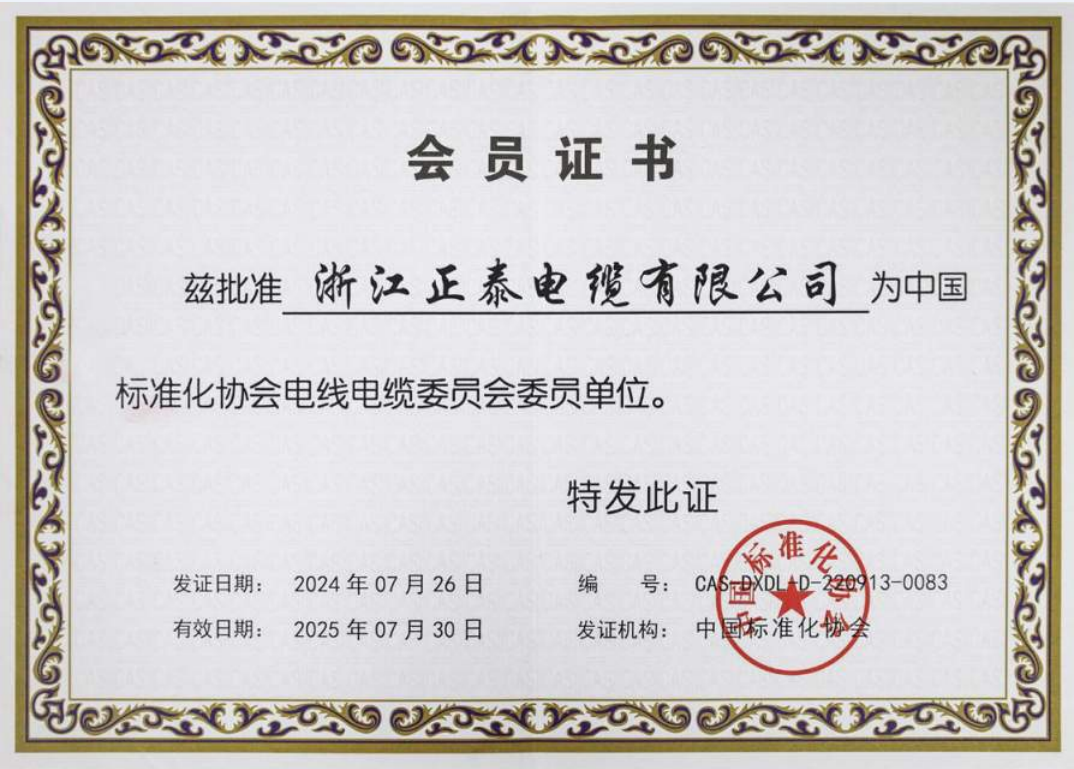 会员证书
兹批准 浙江正泰电缆有限公司 为中国
标准化协会电线电缆委员会委员单位。
特发此证
发证日期： 2024年07月26日 编 号： CAS-DXDL-D-220913-0083
有效日期： 2025年07月30日 发证机构： 中国标准化协会
中国标准化协会